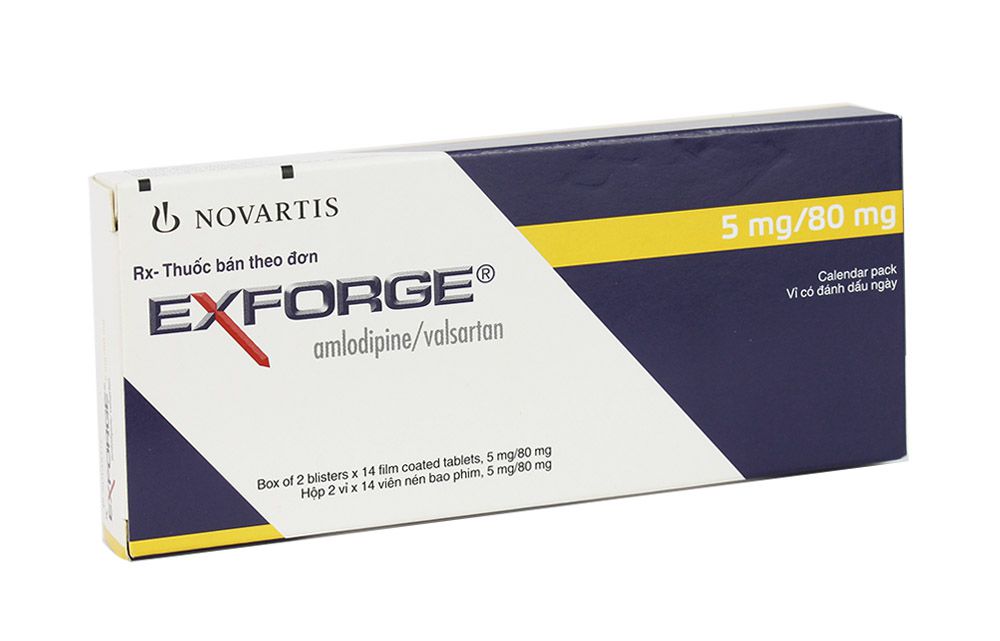 NOVARTIS
Rx- Thuốc bán theo đơn
EXFORGE®
amlodipine/valsartan
5 mg/80 mg
Calendar pack
Vỉ có đánh dấu ngày
Box of 2 blisters x 14 film coated tablets, 5 mg/80 mg
Hộp 2 vỉ x 14 viên nén bao phim, 5 mg/80 mg
EXFORGE